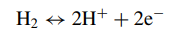 H₂ ↔ 2H⁺ + 2e⁻